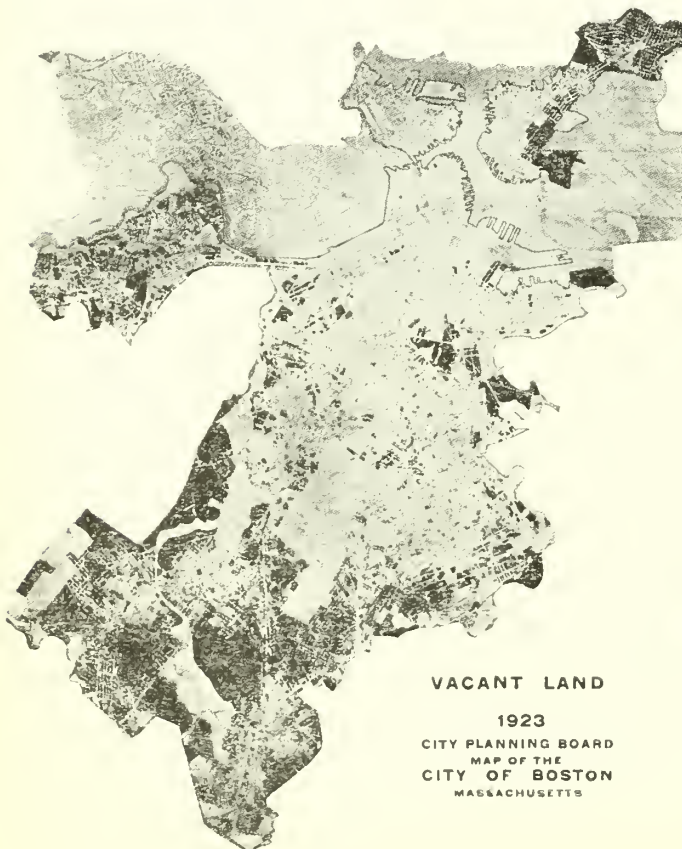 VACANT LAND
1923
CITY PLANNING BOARD
MAP OF THE
CITY OF BOSTON
MASSACHUSETTS